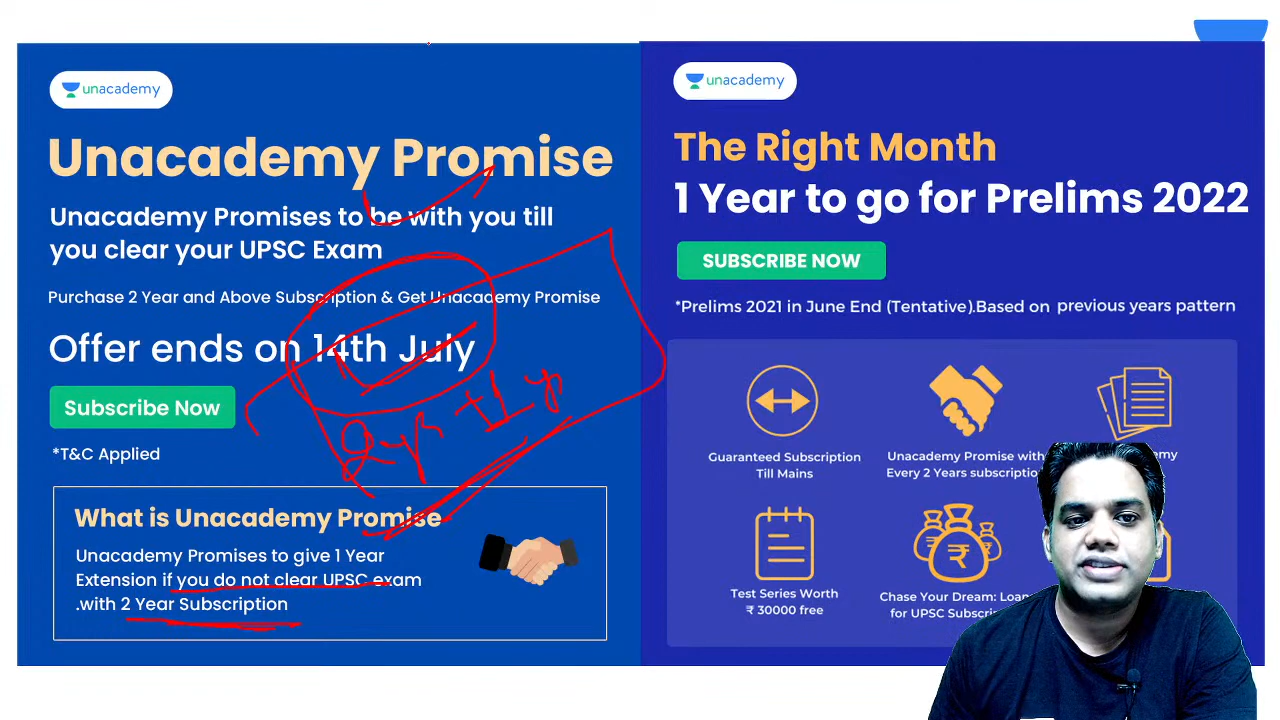 unacademy
Unacademy Promise
Unacademy Promises to be with you till
you clear your UPSC Exam
Purchase 2 Year and Above Subscription & Get Unacademy Promise
Offer ends on 14th July
2yr +1 y
Subscribe Now
*T&C Applied
What is Unacademy Promise
Unacademy Promises to give 1 Year
Extension if you do not clear UPSC exam
.with 2 Year Subscription
unacademy
The Right Month
1 Year to go for Prelims 2022
SUBSCRIBE NOW
*Prelims 2021 in June End (Tentative).Based on previous years pattern
Guaranteed Subscription
Till Mains
Unacademy Promise with
Every 2 Years subscription
Test Series Worth
₹ 30000 free
Chase Your Dream: Loan
for UPSC